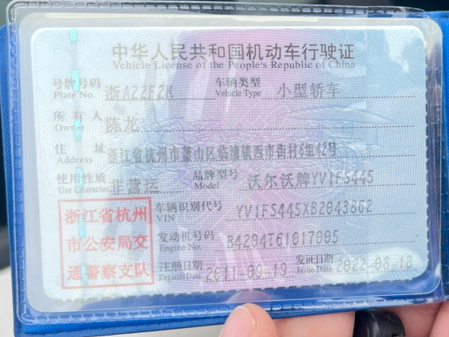 中华人民共和国机动车行驶证
Vehicle License of the People's Republic of China
号牌号码 浙A22F2K 车辆类型 小型轿车
Plate No. Vehicle Type
所有人 陈龙
Owner
住址 浙江省杭州市萧山区临浦镇西市街村6组42号
Address
使用性质 非营运 品牌型号 沃尔沃牌YV1FS445
Use Character Model
浙江省杭州 车辆识别代号 YV1FS445XB2043862
VIN
市公安局交 发动机号码 B4204T61017005
Engine No.
通警察支队 注册日期 2011-09-19 发证日期 2022-08-18
Register Date Issue Date